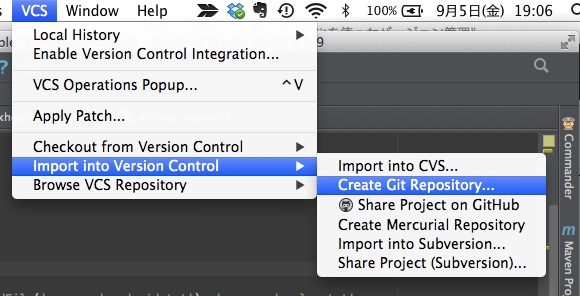 VCS Window Help 100% 9月5日(金) 19:06
Local History
Enable Version Control Integration...
VCS Operations Popup... ^V
Apply Patch...
Checkout from Version Control
Import into Version Control
Browse VCS Repository
Import into CVS...
Create Git Repository...
Share Project on GitHub
Create Mercurial Repository
Import into Subversion...
Share Project (Subversion)...
Commander
Maven Pro